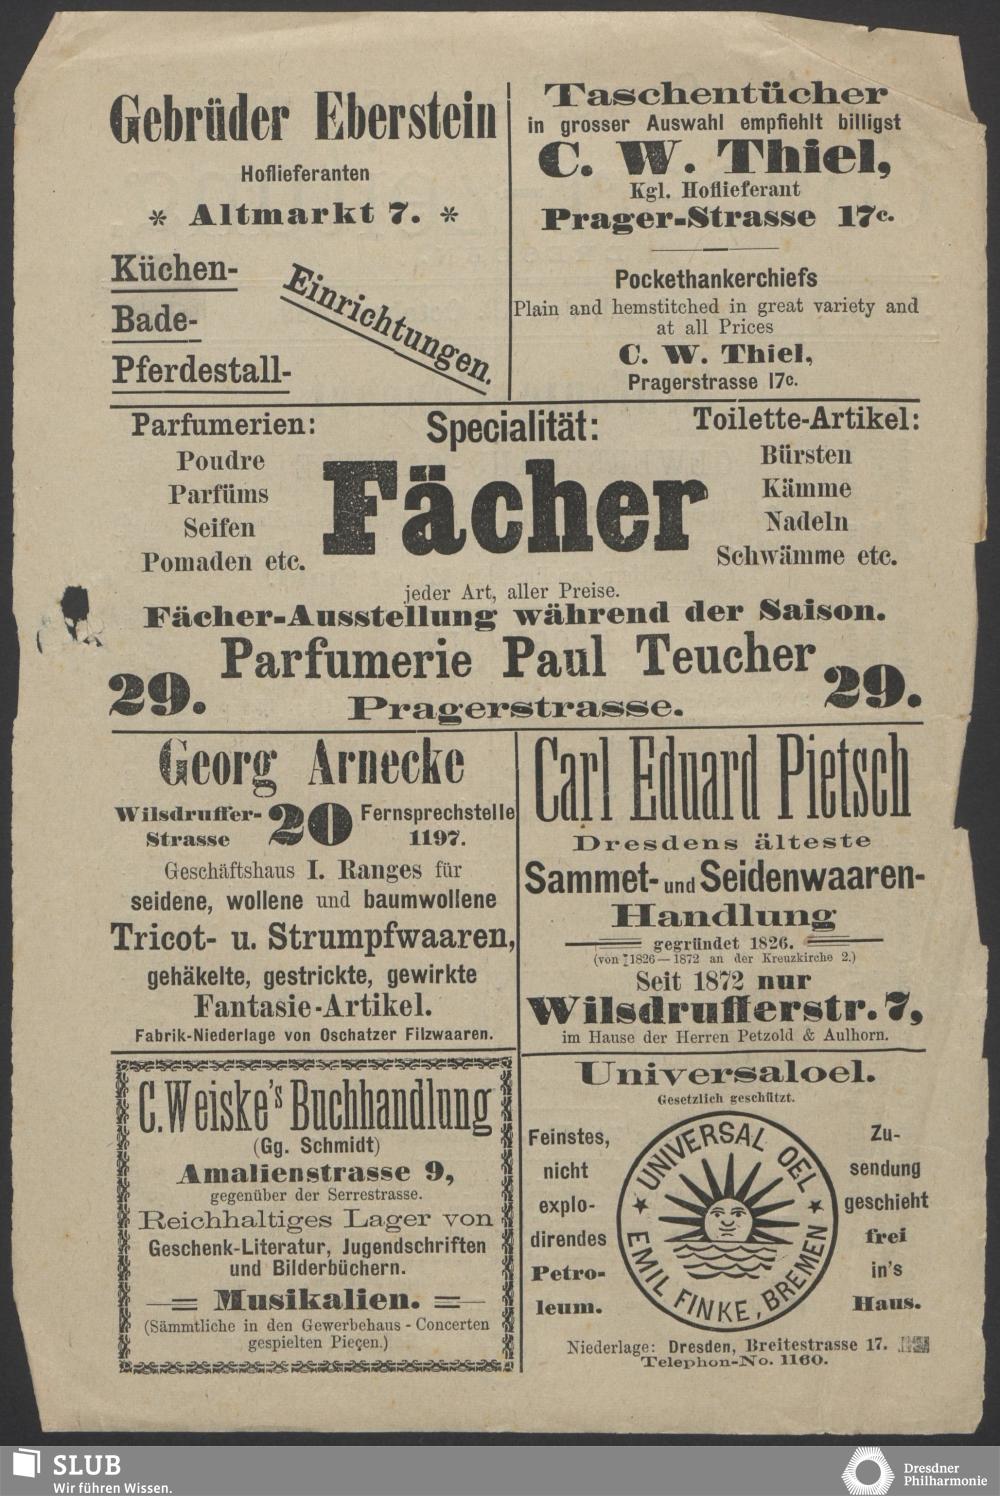 Gebrüder Eberstein
Hoflieferanten
* Altmarkt 7. *
Küchen-
Bade-
Pferdestall-
Einrichtungen.
Taschentücher
in grosser Auswahl empfiehlt billigst
C. W. Thiel,
Kgl. Hoflieferant
Prager-Strasse 17c.
Pockethankerchiefs
Plain and hemstitched in great variety and
at all Prices
C. W. Thiel,
Pragerstrasse 17c.
Parfumerien:
Poudre
Parfüms
Seifen
Pomaden etc.
Specialität:
Fächer
Toilette-Artikel:
Bürsten
Kämme
Nadeln
Schwämme etc.
jeder Art, aller Preise.
Fächer-Ausstellung während der Saison.
29. Parfumerie Paul Teucher 29.
Pragerstrasse.
Georg Arnecke
Wilsdruffer-Strasse 20 Fernsprechstelle 1197.
Geschäftshaus I. Ranges für
seidene, wollene und baumwollene
Tricot- u. Strumpfwaaren,
gehäkelte, gestrickte, gewirkte
Fantasie-Artikel.
Fabrik-Niederlage von Oschatzer Filzwaaren.
Carl Eduard Pietsch
Dresdens älteste
Sammet- und Seidenwaaren-
Handlung
gegründet 1826.
(von 1826—1872 an der Kreuzkirche 2.)
Seit 1872 nur
Wilsdrufferstr. 7,
im Hause der Herren Petzold & Aulhorn.
C. Weiske's Buchhandlung
(Gg. Schmidt)
Amalienstrasse 9,
gegenüber der Serrestrasse.
Reichhaltiges Lager von
Geschenk-Literatur, Jugendschriften
und Bilderbüchern.
Musikalien.
(Sämmtliche in den Gewerbehaus-Concerten
gespielten Pieçen.)
Universaloel.
Gesetzlich geschützt.
Feinstes,
nicht
explo-
direndes
Petro-
leum.
UNIVERSAL OEL
EMIL FINKE, BREMEN
Zu-
sendung
geschieht
frei
in's
Haus.
Niederlage: Dresden, Breitestrasse 17.
Telephon-No. 1160.
SLUB
Wir führen Wissen.
Dresdner
Philharmonie